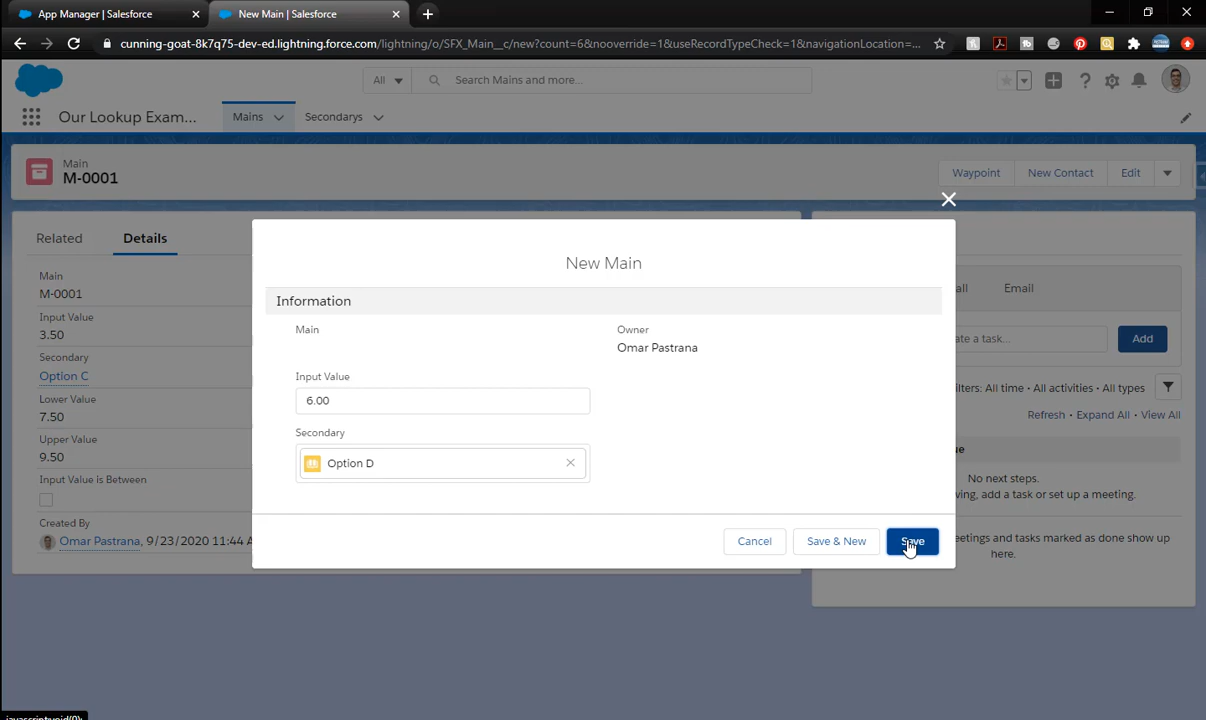 App Manager | Salesforce
New Main | Salesforce
cunning-goat-8k7q75-dev-ed.lightning.force.com/lightning/o/SFX_Main__c/new?count=6&nooverride=1&useRecordTypeCheck=1&navigationLocation=...
All
Search Mains and more...
Our Lookup Exam...
Mains
Secondarys
Main
M-0001
Waypoint
New Contact
Edit
Related
Details
Main
M-0001
Input Value
3.50
Secondary
Option C
Lower Value
7.50
Upper Value
9.50
Input Value is Between
Created By
Omar Pastrana, 9/23/2020 11:44 A
New Main
Information
Main
Owner
Omar Pastrana
Input Value
6.00
Secondary
Option D
Cancel
Save & New
Save
all
Email
ate a task...
Add
ilters: All time • All activities • All types
Refresh • Expand All • View All
ue
No next steps.
ving, add a task or set up a meeting.
eetings and tasks marked as done show up
here.
javascript:void(0);